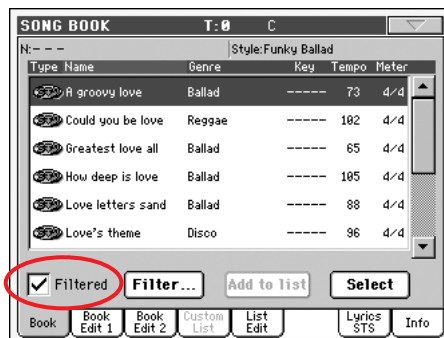 SONG BOOK T:0 C
N:– – – Style:Funky Ballad
Type Name Genre Key Tempo Meter
A groovy love Ballad ----- 73 4/4
Could you be love Reggae ----- 102 4/4
Greatest love all Ballad ----- 65 4/4
How deep is love Ballad ----- 105 4/4
Love letters sand Ballad ----- 88 4/4
Love's theme Disco ----- 96 4/4
Filtered Filter... Add to list Select
Book Book Edit 1 Book Edit 2 Custom List List Edit Lyrics STS Info